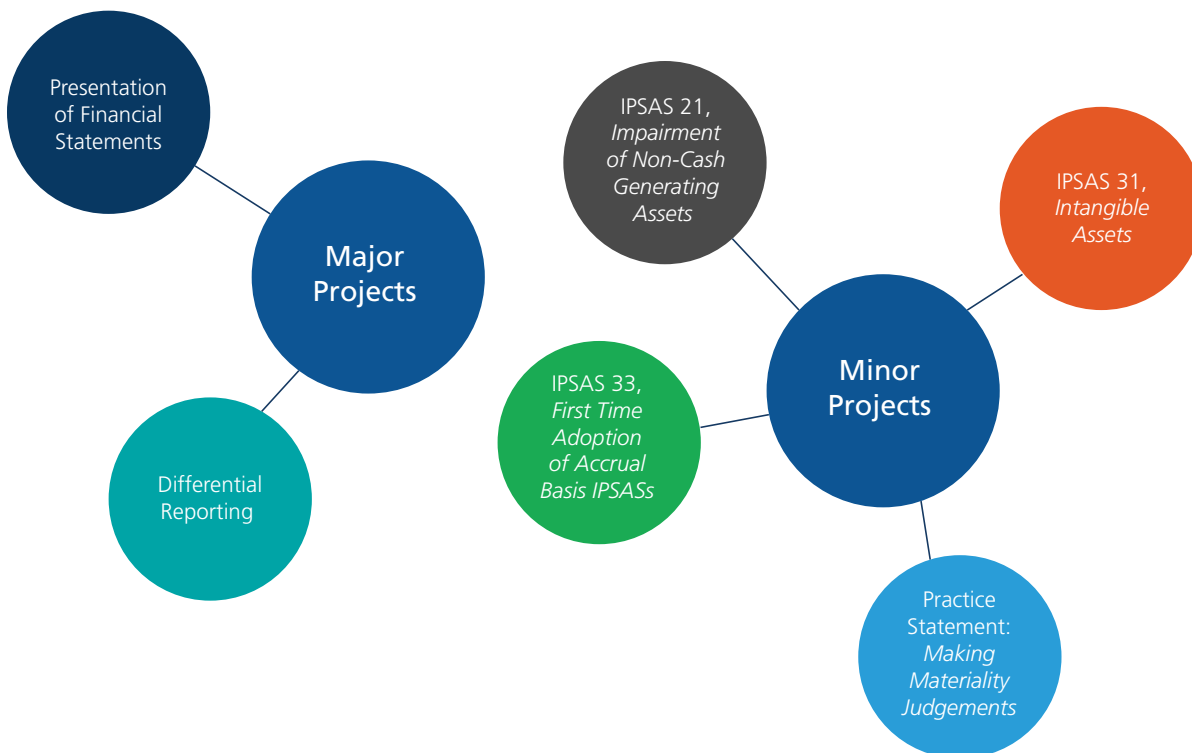 Presentation
of Financial
Statements
Major
Projects
Differential
Reporting
IPSAS 21,
Impairment
of Non-Cash
Generating
Assets
IPSAS 31,
Intangible
Assets
Minor
Projects
IPSAS 33,
First Time
Adoption
of Accrual
Basis IPSASs
Practice
Statement:
Making
Materiality
Judgements